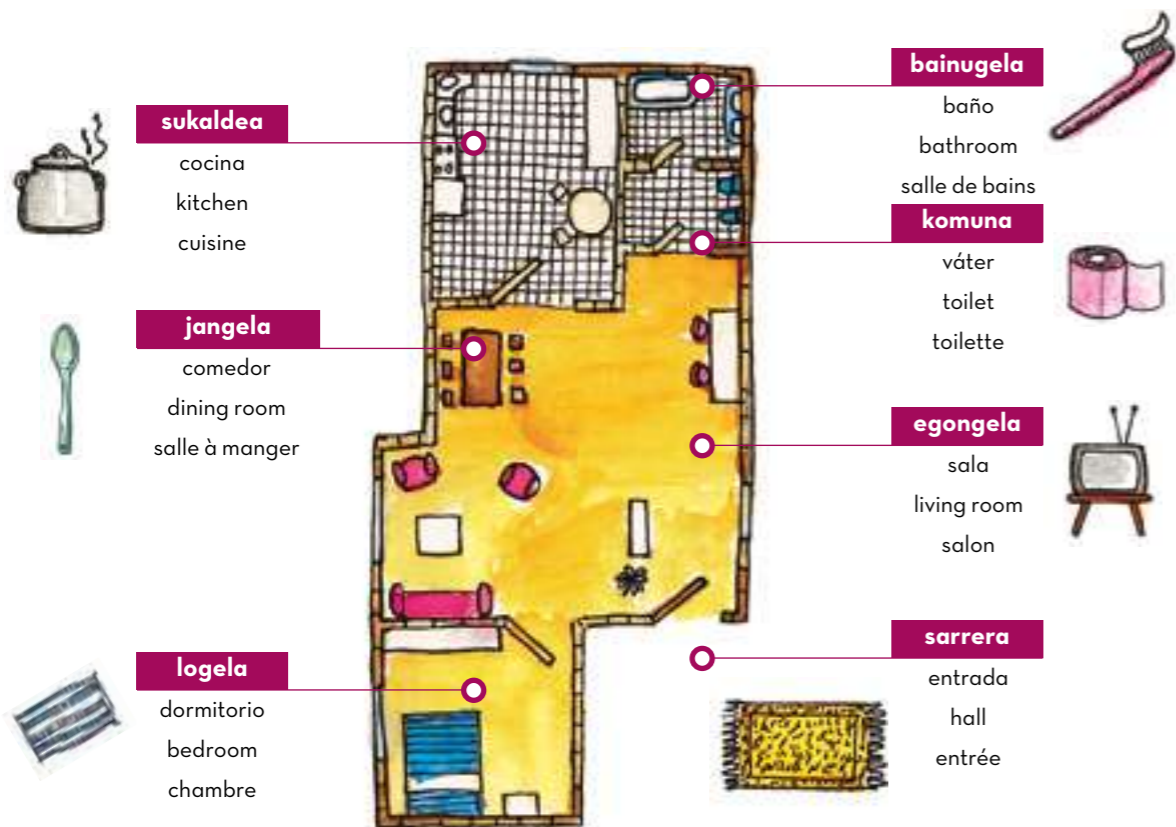 sukaldea
cocina
kitchen
cuisine
jangela
comedor
dining room
salle à manger
logela
dormitorio
bedroom
chambre
bainugela
baño
bathroom
salle de bains
komuna
váter
toilet
toilette
egongela
sala
living room
salon
sarrera
entrada
hall
entrée